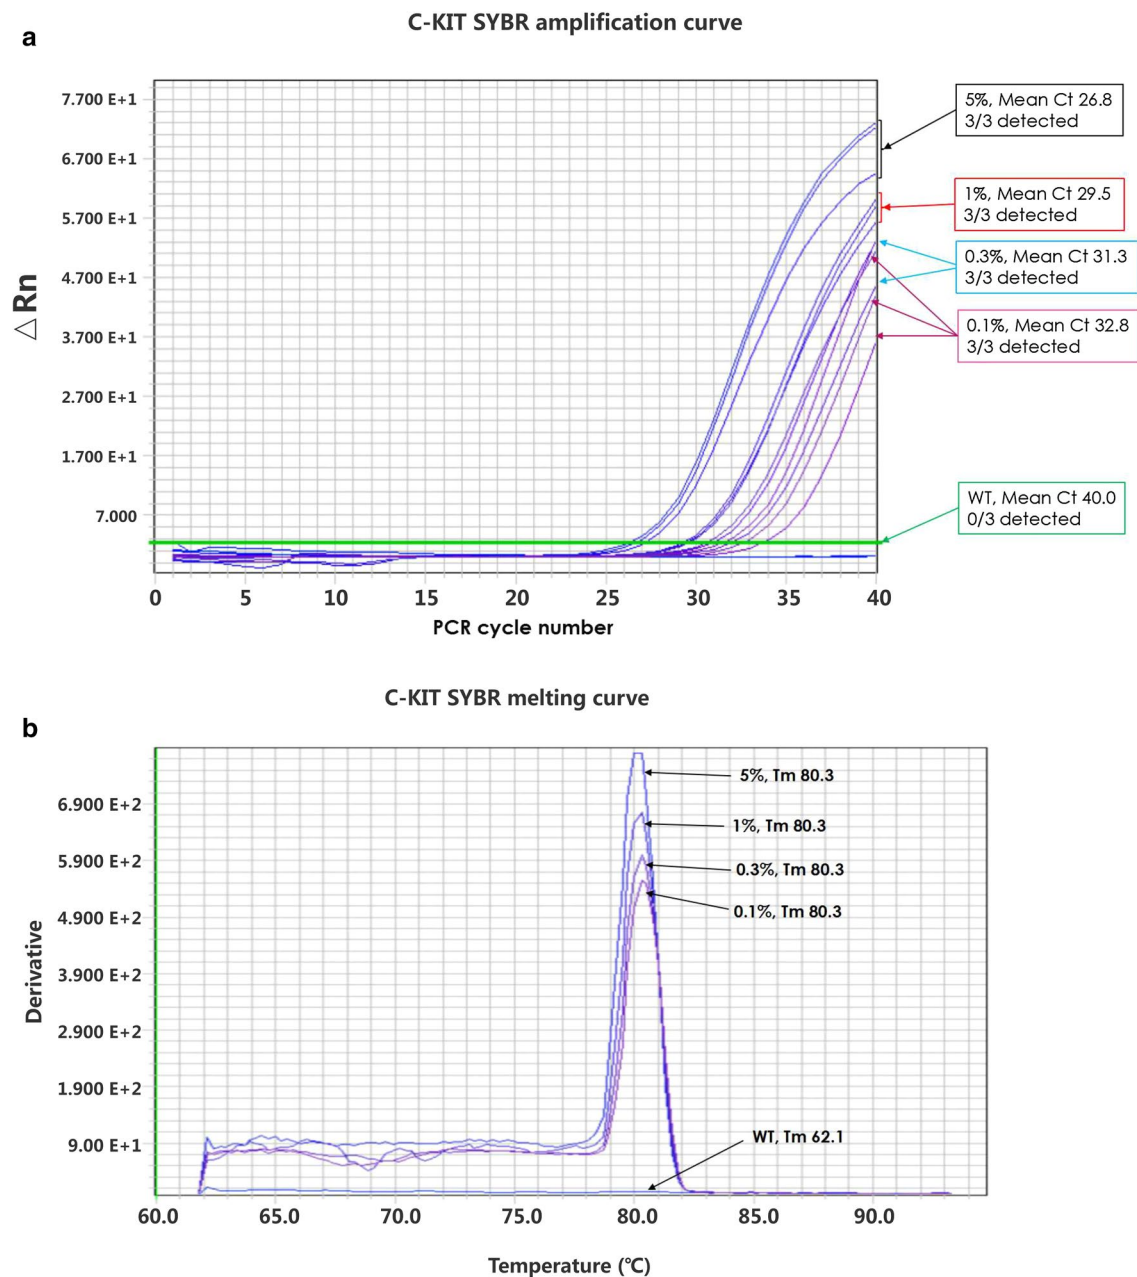 C-KIT SYBR amplification curve
a
7.700 E+1
6.700 E+1
5.700 E+1
4.700 E+1
3.700 E+1
2.700 E+1
1.700 E+1
7.000
△ Rn
5%, Mean Ct 26.8
3/3 detected
1%, Mean Ct 29.5
3/3 detected
0.3%, Mean Ct 31.3
3/3 detected
0.1%, Mean Ct 32.8
3/3 detected
WT, Mean Ct 40.0
0/3 detected
0 5 10 15 20 25 30 35 40
PCR cycle number
C-KIT SYBR melting curve
b
6.900 E+2
5.900 E+2
4.900 E+2
3.900 E+2
2.900 E+2
1.900 E+2
9.00 E+1
Derivative
5%, Tm 80.3
1%, Tm 80.3
0.3%, Tm 80.3
0.1%, Tm 80.3
WT, Tm 62.1
60.0 65.0 70.0 75.0 80.0 85.0 90.0
Temperature (℃)